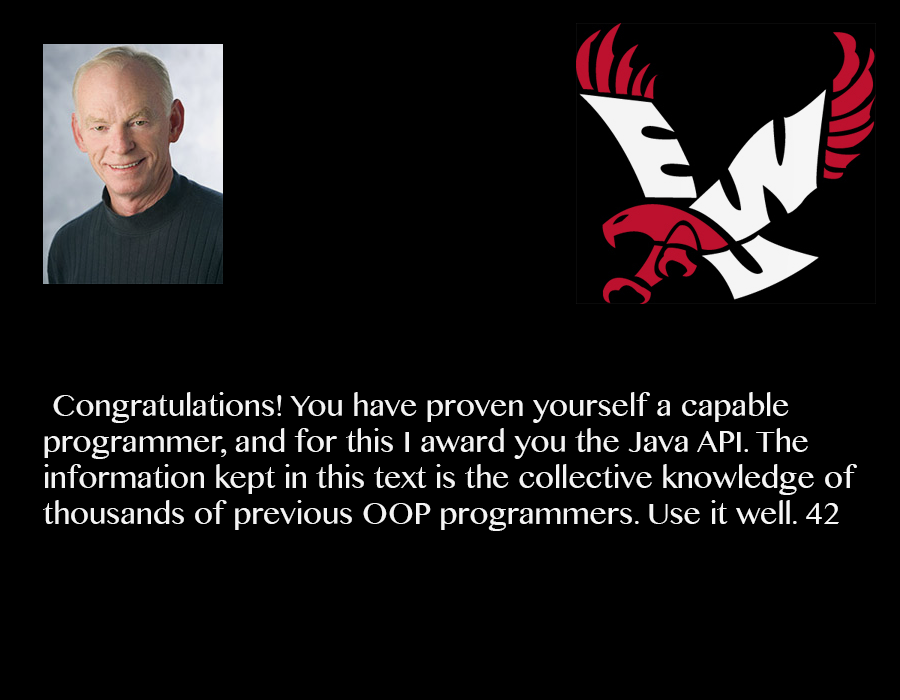 EWU
Congratulations! You have proven yourself a capable
programmer, and for this I award you the Java API. The
information kept in this text is the collective knowledge of
thousands of previous OOP programmers. Use it well. 42